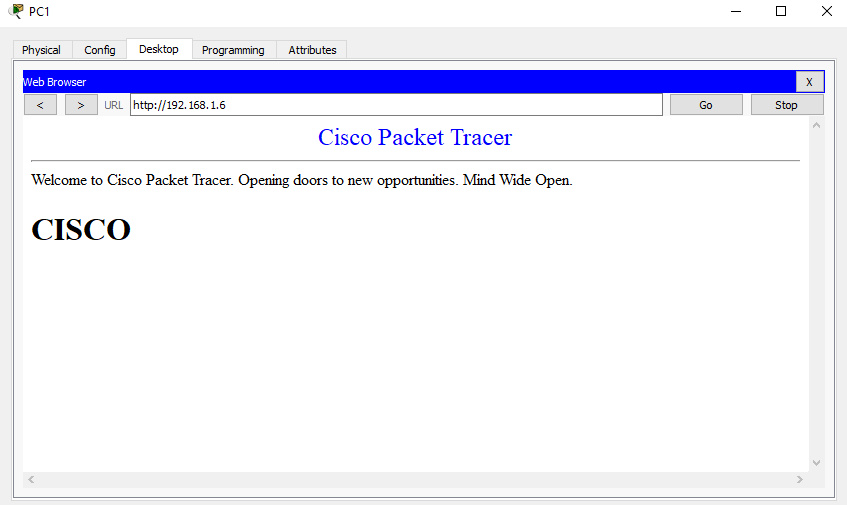 PC1
Physical Config Desktop Programming Attributes
Web Browser X
< > URL http://192.168.1.6 Go Stop
Cisco Packet Tracer
Welcome to Cisco Packet Tracer. Opening doors to new opportunities. Mind Wide Open.
CISCO